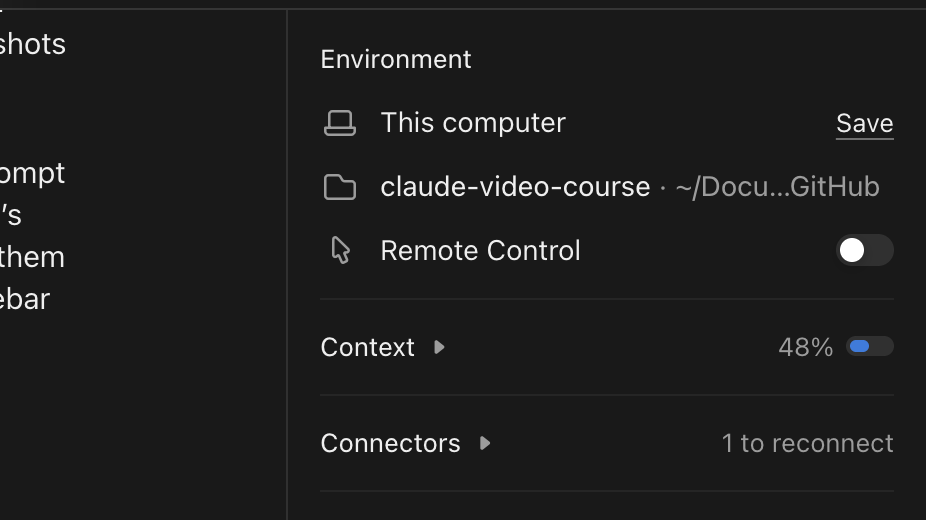 shots
ompt
's
them
ebar
Environment
This computer
Save
claude-video-course · ~/Docu...GitHub
Remote Control
Context
48%
Connectors
1 to reconnect